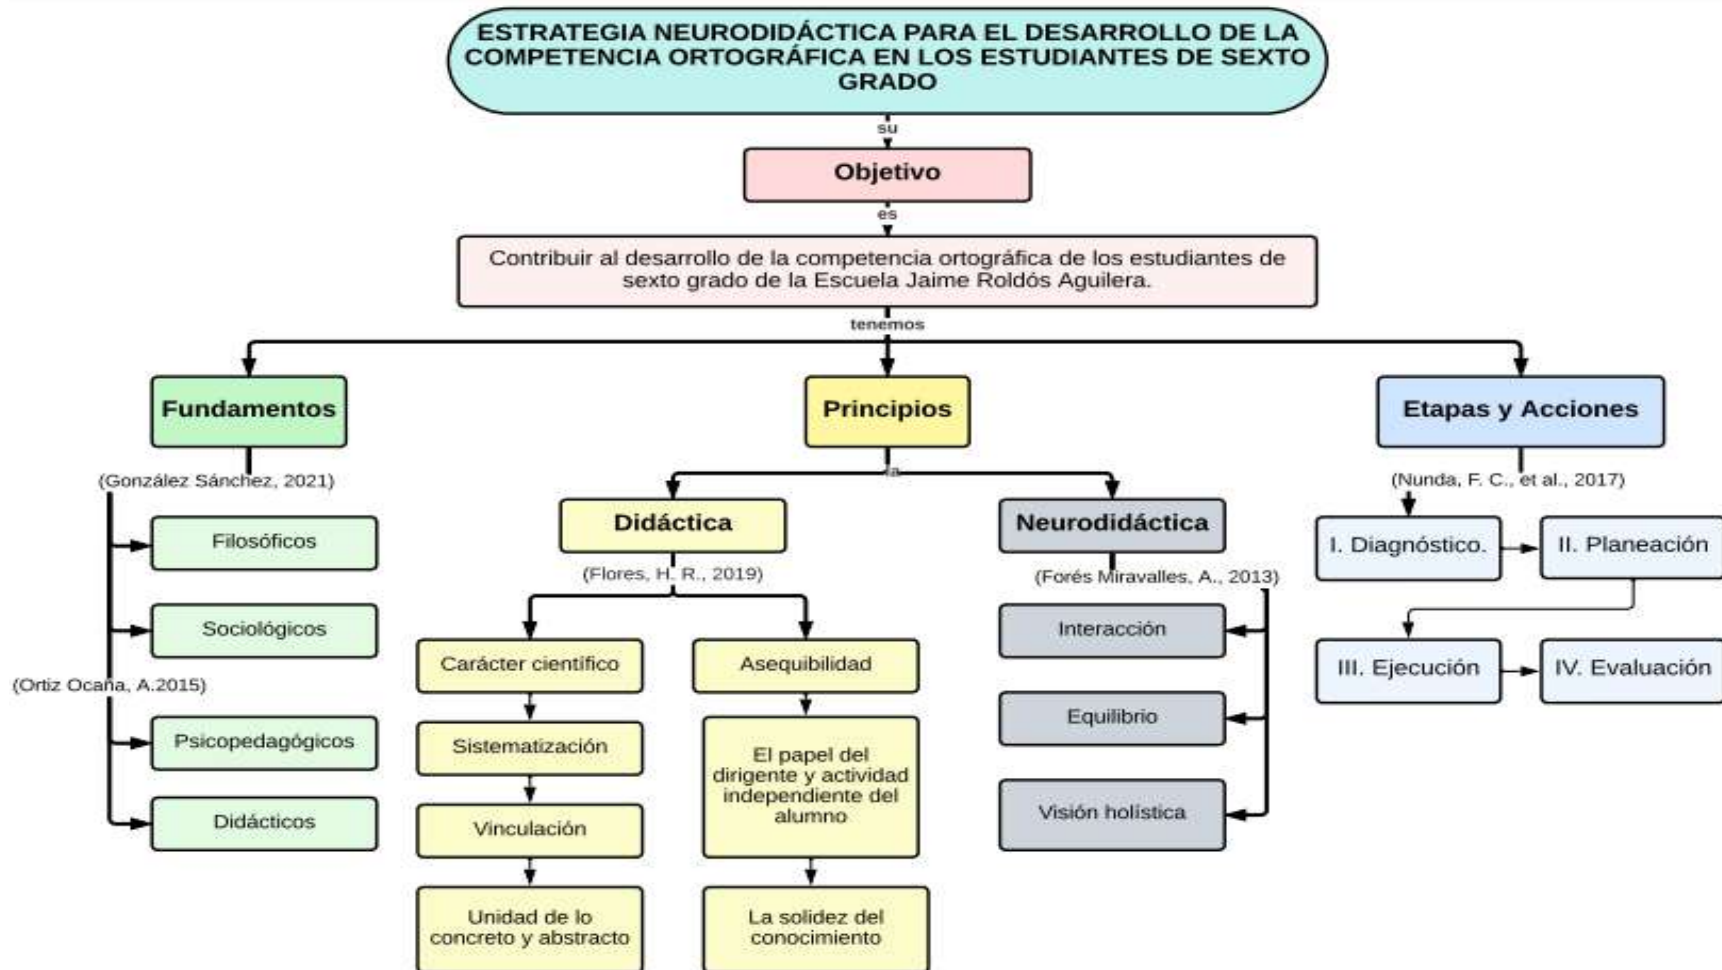 ESTRATEGIA NEURODIDÁCTICA PARA EL DESARROLLO DE LA
COMPETENCIA ORTOGRÁFICA EN LOS ESTUDIANTES DE SEXTO
GRADO
su
Objetivo
es
Contribuir al desarrollo de la competencia ortográfica de los estudiantes de
sexto grado de la Escuela Jaime Roldós Aguilera.
tenemos
Fundamentos
(González Sánchez, 2021)
Filosóficos
Sociológicos
(Ortiz Ocaña, A.2015)
Psicopedagógicos
Didácticos
Principios
la
Didáctica
(Flores, H. R., 2019)
Carácter científico
Sistematización
Vinculación
Unidad de lo
concreto y abstracto
Asequibilidad
El papel del
dirigente y actividad
independiente del
alumno
La solidez del
conocimiento
Neurodidáctica
(Forés Miravalles, A., 2013)
Interacción
Equilibrio
Visión holística
Etapas y Acciones
(Nunda, F. C., et al., 2017)
I. Diagnóstico.
II. Planeación
III. Ejecución
IV. Evaluación